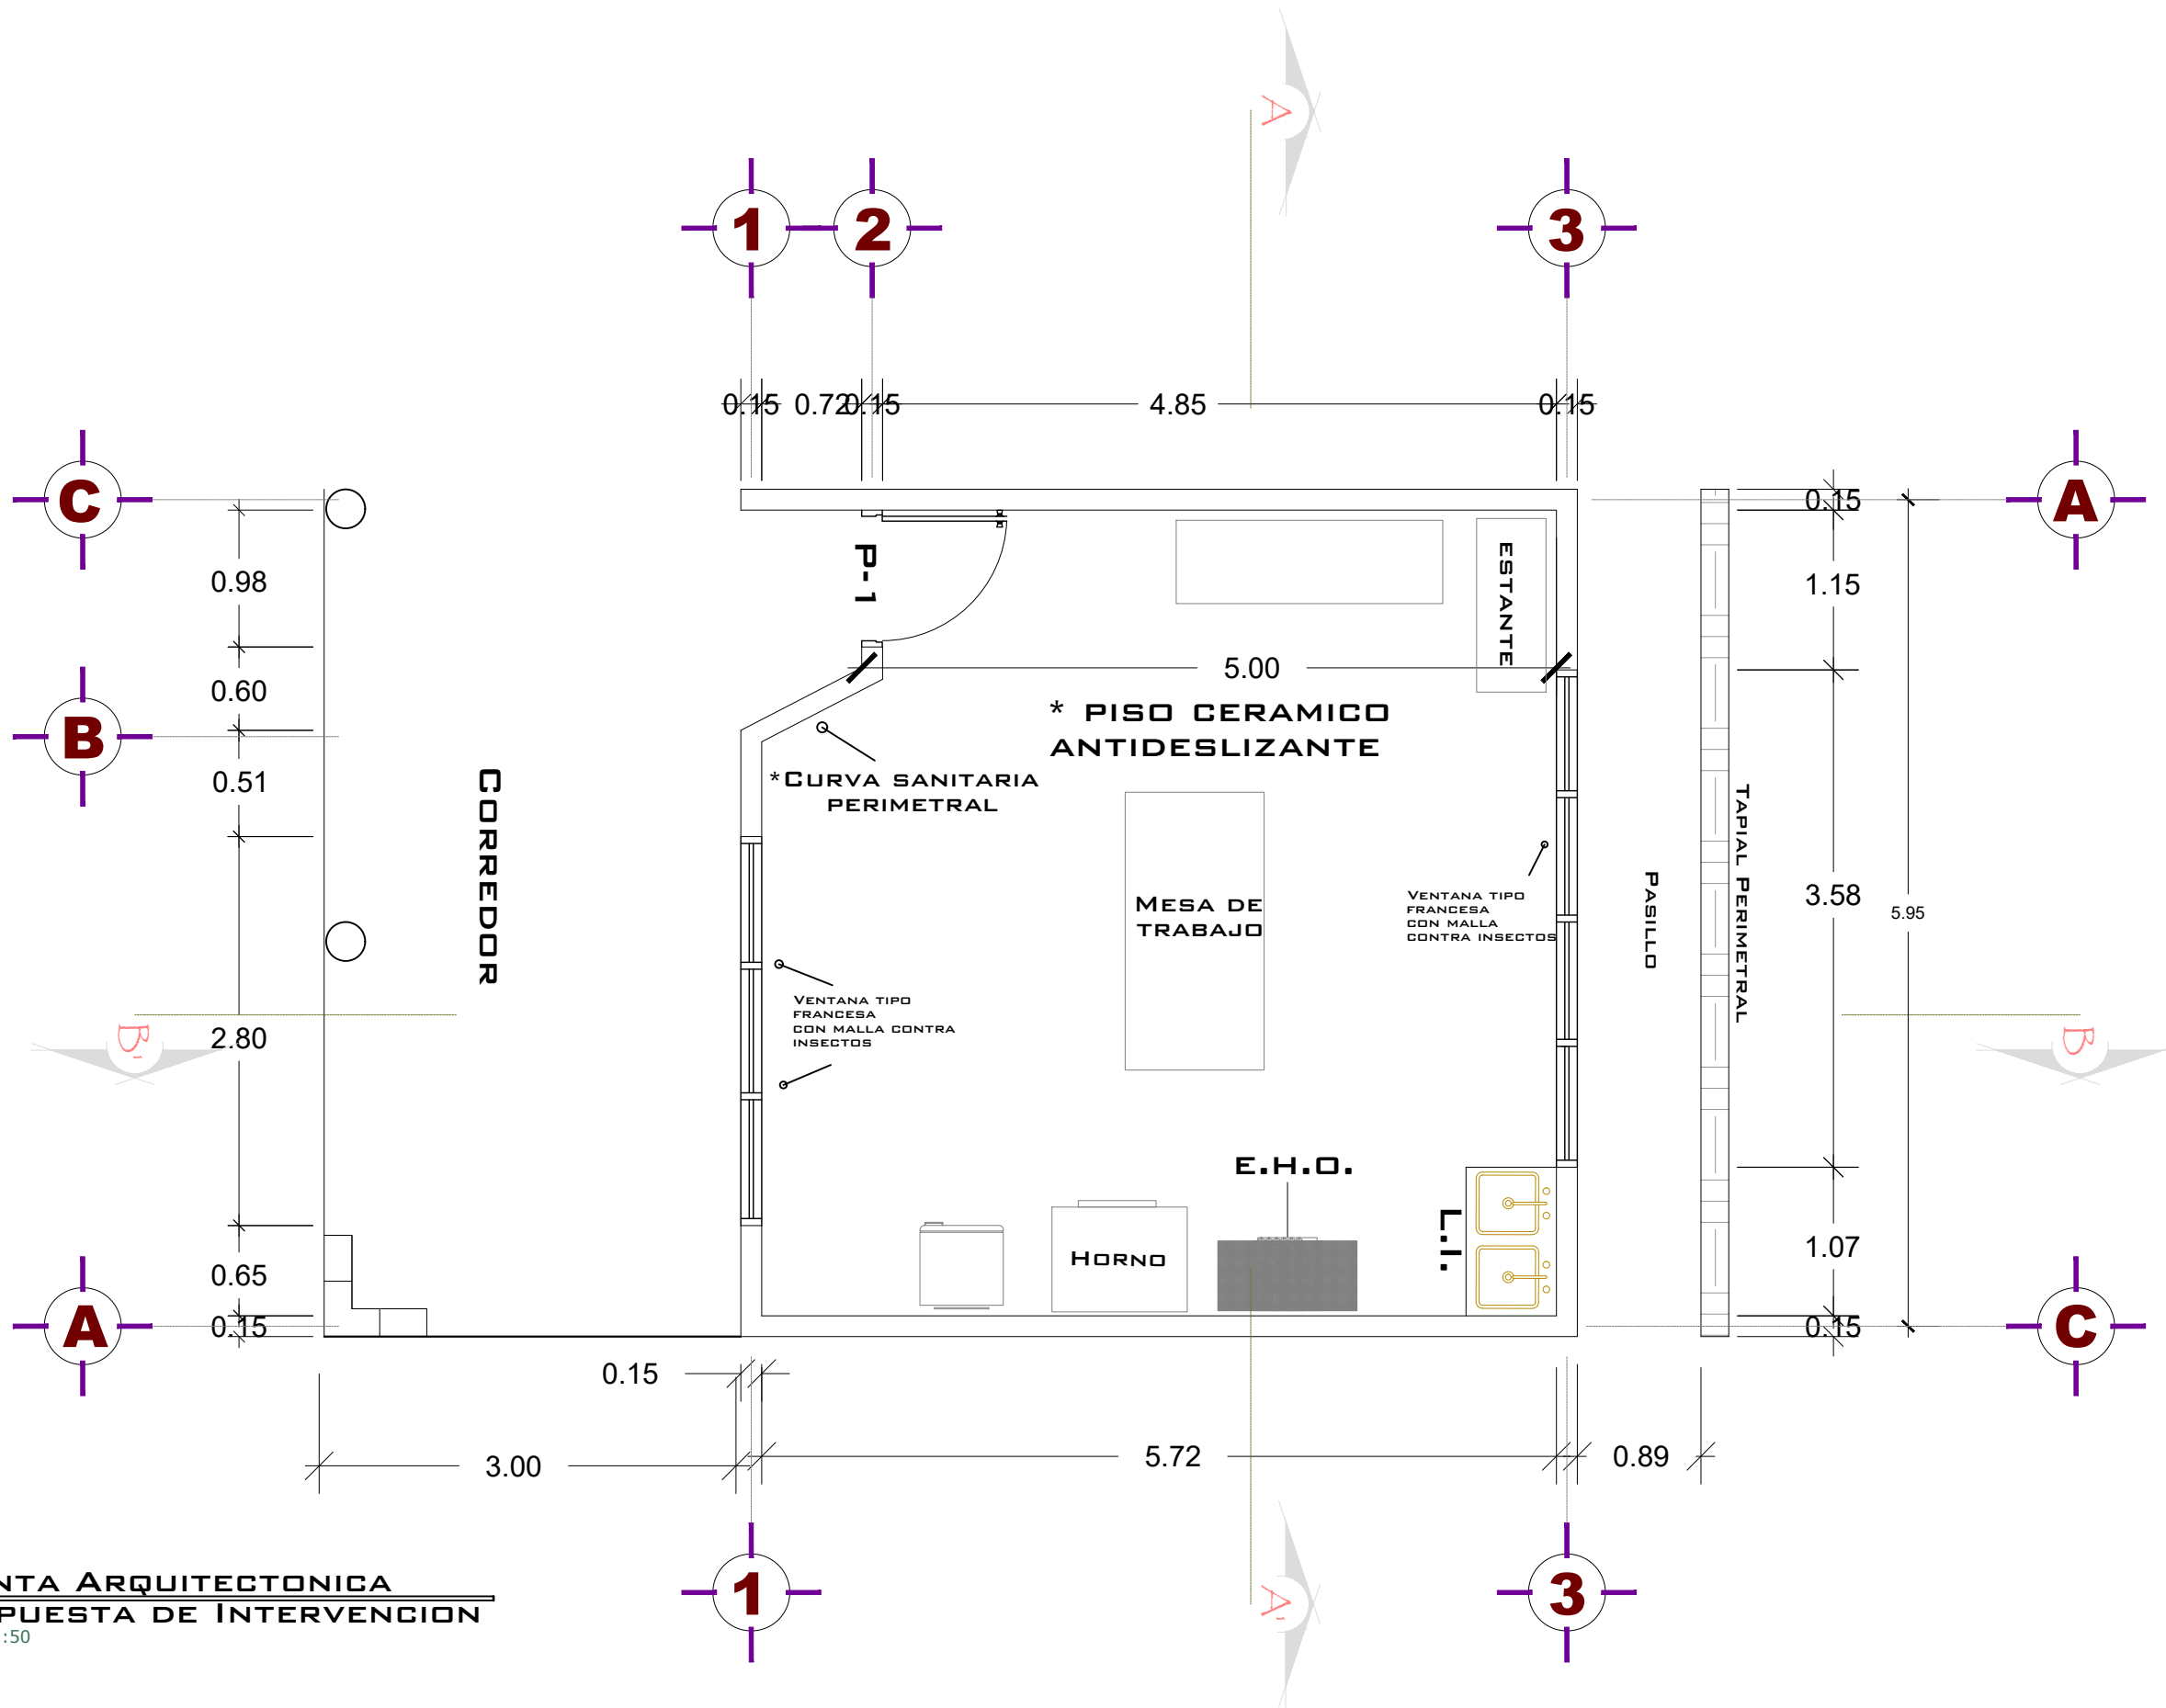 A
1
2
3
0.15
0.72
0.15
4.85
0.15
C
A
0.15
0.98
P-1
ESTANTE
1.15
0.60
5.00
B
* PISO CERAMICO
ANTIDESLIZANTE
0.51
*CURVA SANITARIA
PERIMETRAL
CORREDOR
MESA DE
TRABAJO
VENTANA TIPO
FRANCESA
CON MALLA
CONTRA INSECTOS
PASILLO
TAPIAL PERIMETRAL
3.58
5.95
VENTANA TIPO
FRANCESA
CON MALLA CONTRA
INSECTOS
B'
2.80
B
E.H.O.
L.I.
HORNO
0.65
1.07
A
0.15
0.15
C
0.15
3.00
5.72
0.89
1
3
A'
NTA ARQUITECTONICA
PUESTA DE INTERVENCION
:50